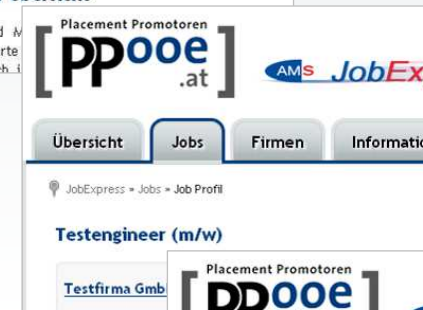 Placement Promotoren
[ppooe
.at]
AMS JobEx
Übersicht Jobs Firmen Informatio
JobExpress » Jobs » Job Profil
Testengineer (m/w)
Testfirma Gmb
Placement Promotoren
[ppooe]